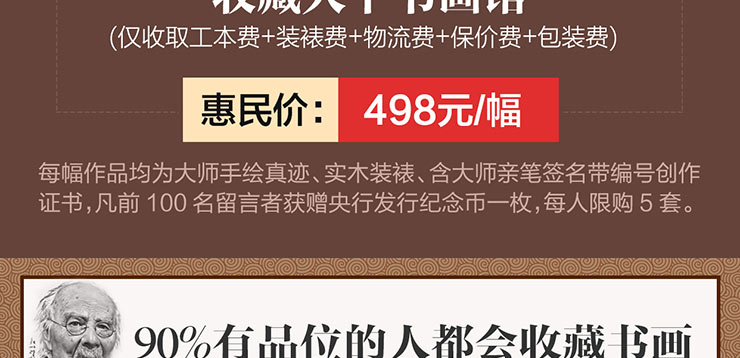 收藏大半书画馆
(仅收取工本费+装裱费+物流费+保价费+包装费)
惠民价: 498元/幅
每幅作品均为大师手绘真迹、实木装裱、含大师亲笔签名带编号创作
证书,凡前100名留言者获赠央行发行纪念币一枚,每人限购5套。
90%有品位的人都会收藏书画